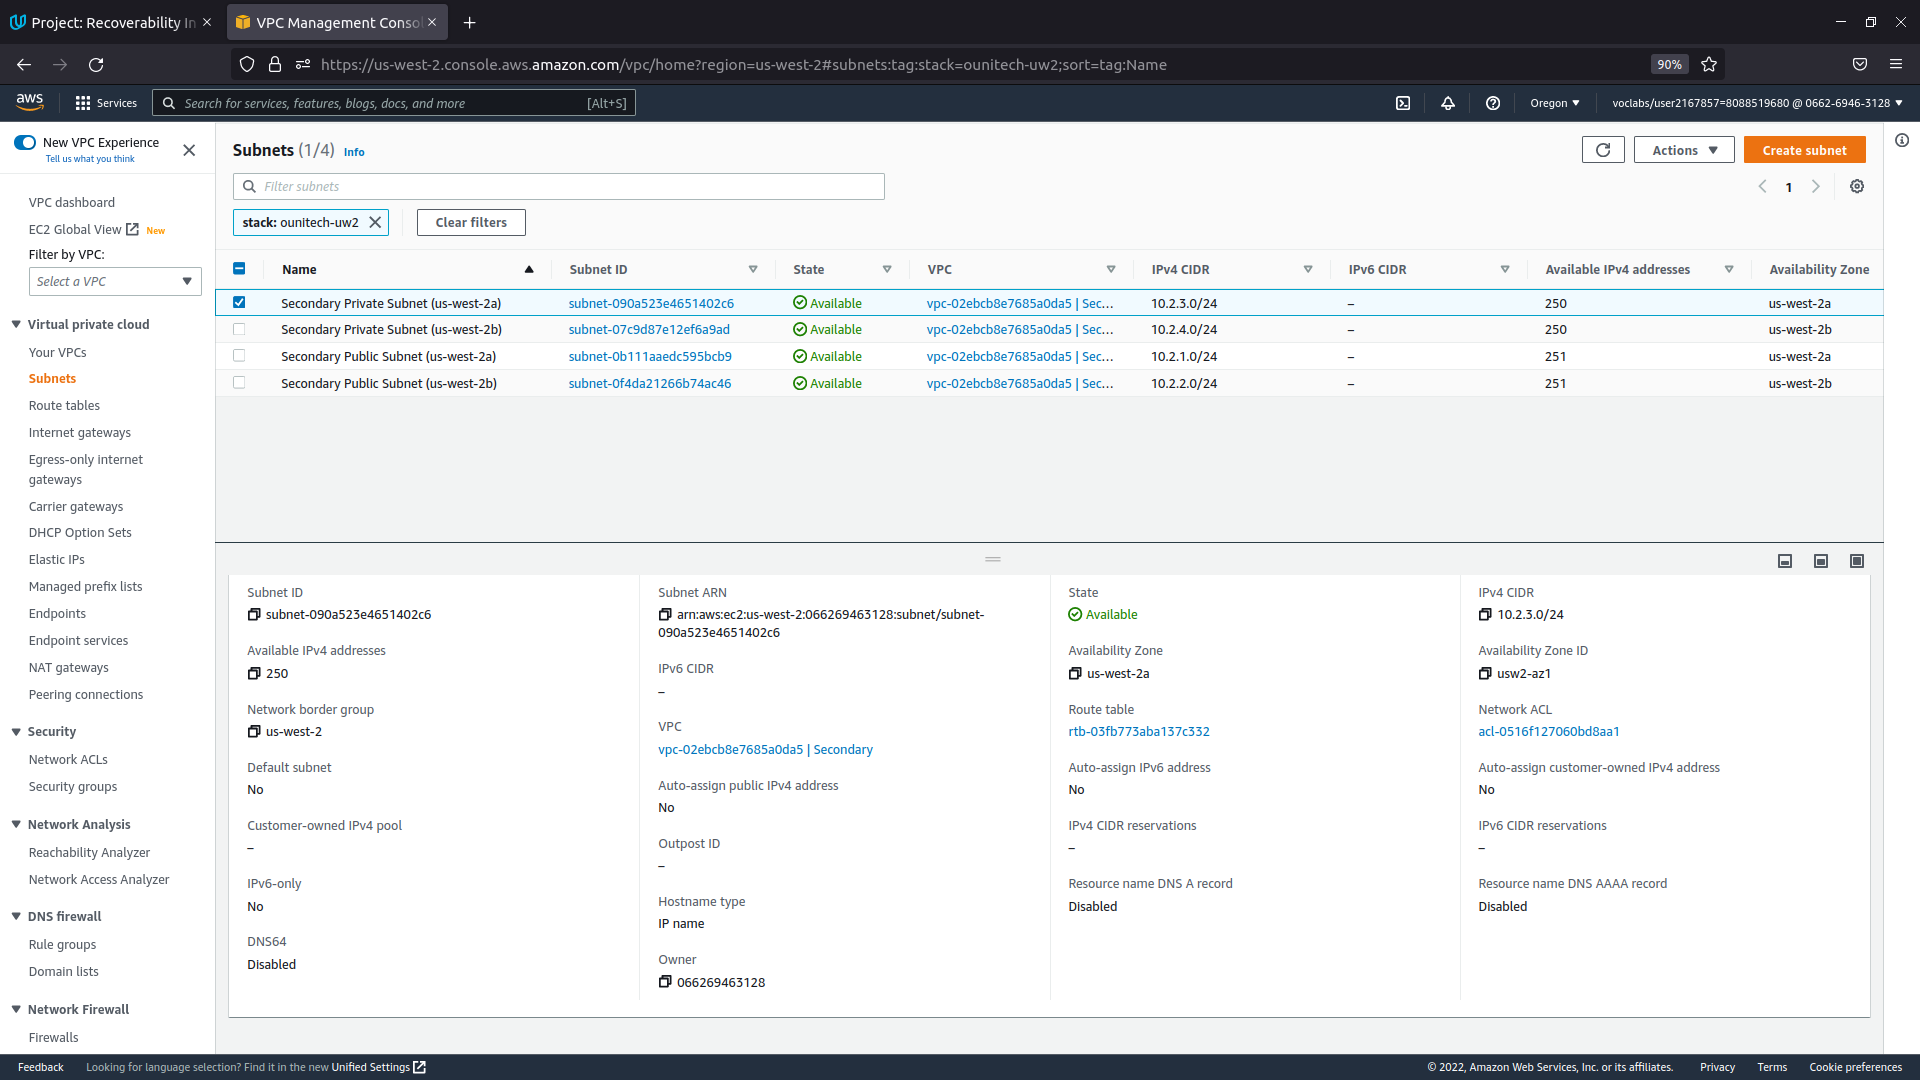 Project: Recoverability In
VPC Management Consol
https://us-west-2.console.aws.amazon.com/vpc/home?region=us-west-2#subnets:tag:stack=ounitech-uw2;sort=tag:Name
90%
aws
Services
Search for services, features, blogs, docs, and more
[Alt+S]
Oregon
voclabs/user2167857=8088519680 @ 0662-6946-3128
New VPC Experience
Tell us what you think
VPC dashboard
EC2 Global View New
Filter by VPC:
Select a VPC
Virtual private cloud
Your VPCs
Subnets
Route tables
Internet gateways
Egress-only internet
gateways
Carrier gateways
DHCP Option Sets
Elastic IPs
Managed prefix lists
Endpoints
Endpoint services
NAT gateways
Peering connections
Security
Network ACLs
Security groups
Network Analysis
Reachability Analyzer
Network Access Analyzer
DNS firewall
Rule groups
Domain lists
Network Firewall
Firewalls
Subnets (1/4) Info
Actions
Create subnet
Filter subnets
1
stack: ounitech-uw2
Clear filters
Name Subnet ID State VPC IPv4 CIDR IPv6 CIDR Available IPv4 addresses Availability Zone
Secondary Private Subnet (us-west-2a) subnet-090a523e4651402c6 Available vpc-02ebcb8e7685a0da5 | Sec... 10.2.3.0/24 – 250 us-west-2a
Secondary Private Subnet (us-west-2b) subnet-07c9d87e12ef6a9ad Available vpc-02ebcb8e7685a0da5 | Sec... 10.2.4.0/24 – 250 us-west-2b
Secondary Public Subnet (us-west-2a) subnet-0b111aaedc595bcb9 Available vpc-02ebcb8e7685a0da5 | Sec... 10.2.1.0/24 – 251 us-west-2a
Secondary Public Subnet (us-west-2b) subnet-0f4da21266b74ac46 Available vpc-02ebcb8e7685a0da5 | Sec... 10.2.2.0/24 – 251 us-west-2b
Subnet ID
subnet-090a523e4651402c6
Available IPv4 addresses
250
Network border group
us-west-2
Default subnet
No
Customer-owned IPv4 pool
–
IPv6-only
No
DNS64
Disabled
Subnet ARN
arn:aws:ec2:us-west-2:066269463128:subnet/subnet-
090a523e4651402c6
IPv6 CIDR
–
VPC
vpc-02ebcb8e7685a0da5 | Secondary
Auto-assign public IPv4 address
No
Outpost ID
–
Hostname type
IP name
Owner
066269463128
State
Available
Availability Zone
us-west-2a
Route table
rtb-03fb773aba137c332
Auto-assign IPv6 address
No
IPv4 CIDR reservations
–
Resource name DNS A record
Disabled
IPv4 CIDR
10.2.3.0/24
Availability Zone ID
usw2-az1
Network ACL
acl-0516f127060bd8aa1
Auto-assign customer-owned IPv4 address
No
IPv6 CIDR reservations
–
Resource name DNS AAAA record
Disabled
Feedback
Looking for language selection? Find it in the new Unified Settings
© 2022, Amazon Web Services, Inc. or its affiliates.
Privacy
Terms
Cookie preferences